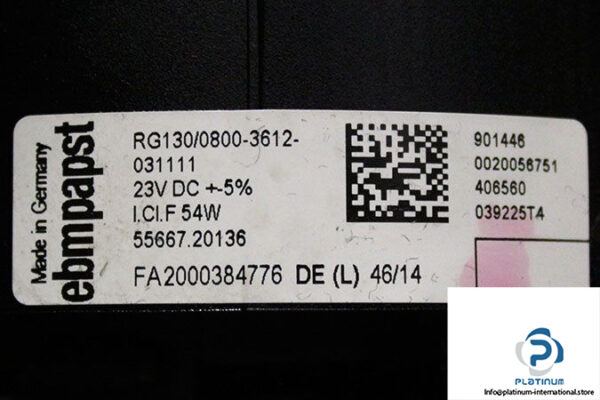 Made in Germany
ebmpapst
RG130/0800-3612-
031111
23V DC +-5%
I.Cl.F 54W
55667.20136
FA2000384776 DE (L) 46/14
901446
0020056751
406560
039225T4
PLATINUM
platinum-international.store